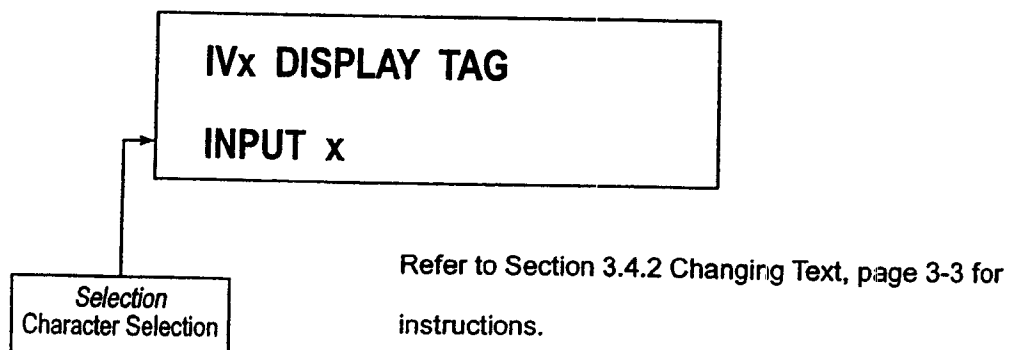 IVx DISPLAY TAG
INPUT x
Refer to Section 3.4.2 Changing Text, page 3-3 for
instructions.
Selection
Character Selection